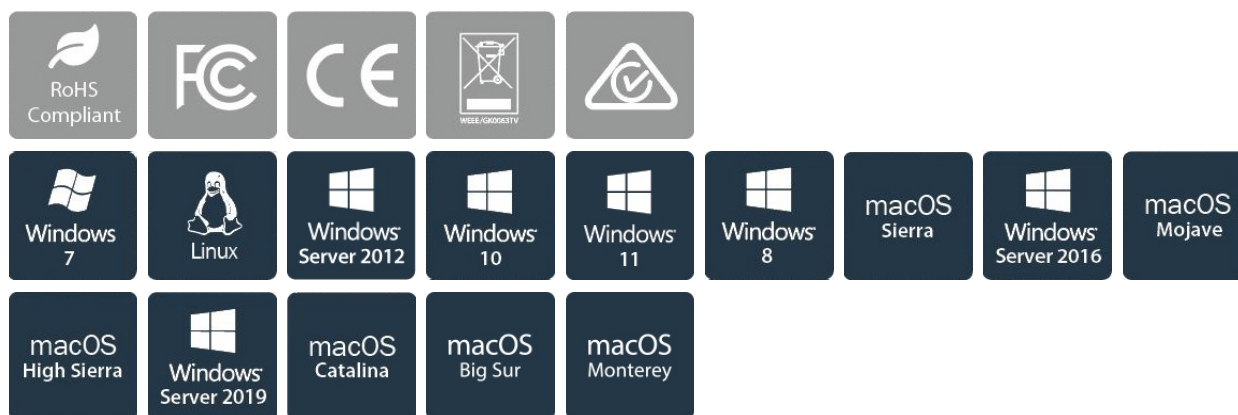 RoHS
Compliant
FC
CE
WEEE/GK0083TV
Windows
7
Linux
Windows
Server 2012
Windows
10
Windows
11
Windows
8
macOS
Sierra
Windows
Server 2016
macOS
Mojave
macOS
High Sierra
Windows
Server 2019
macOS
Catalina
macOS
Big Sur
macOS
Monterey